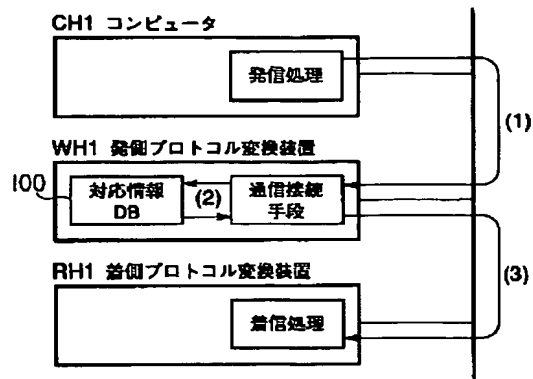 CH1 コンピュータ
発信処理
(1)
WH1 発側プロトコル変換装置
100
対応情報
DB
(2)
通信接続
手段
(3)
RH1 着側プロトコル変換装置
着信処理